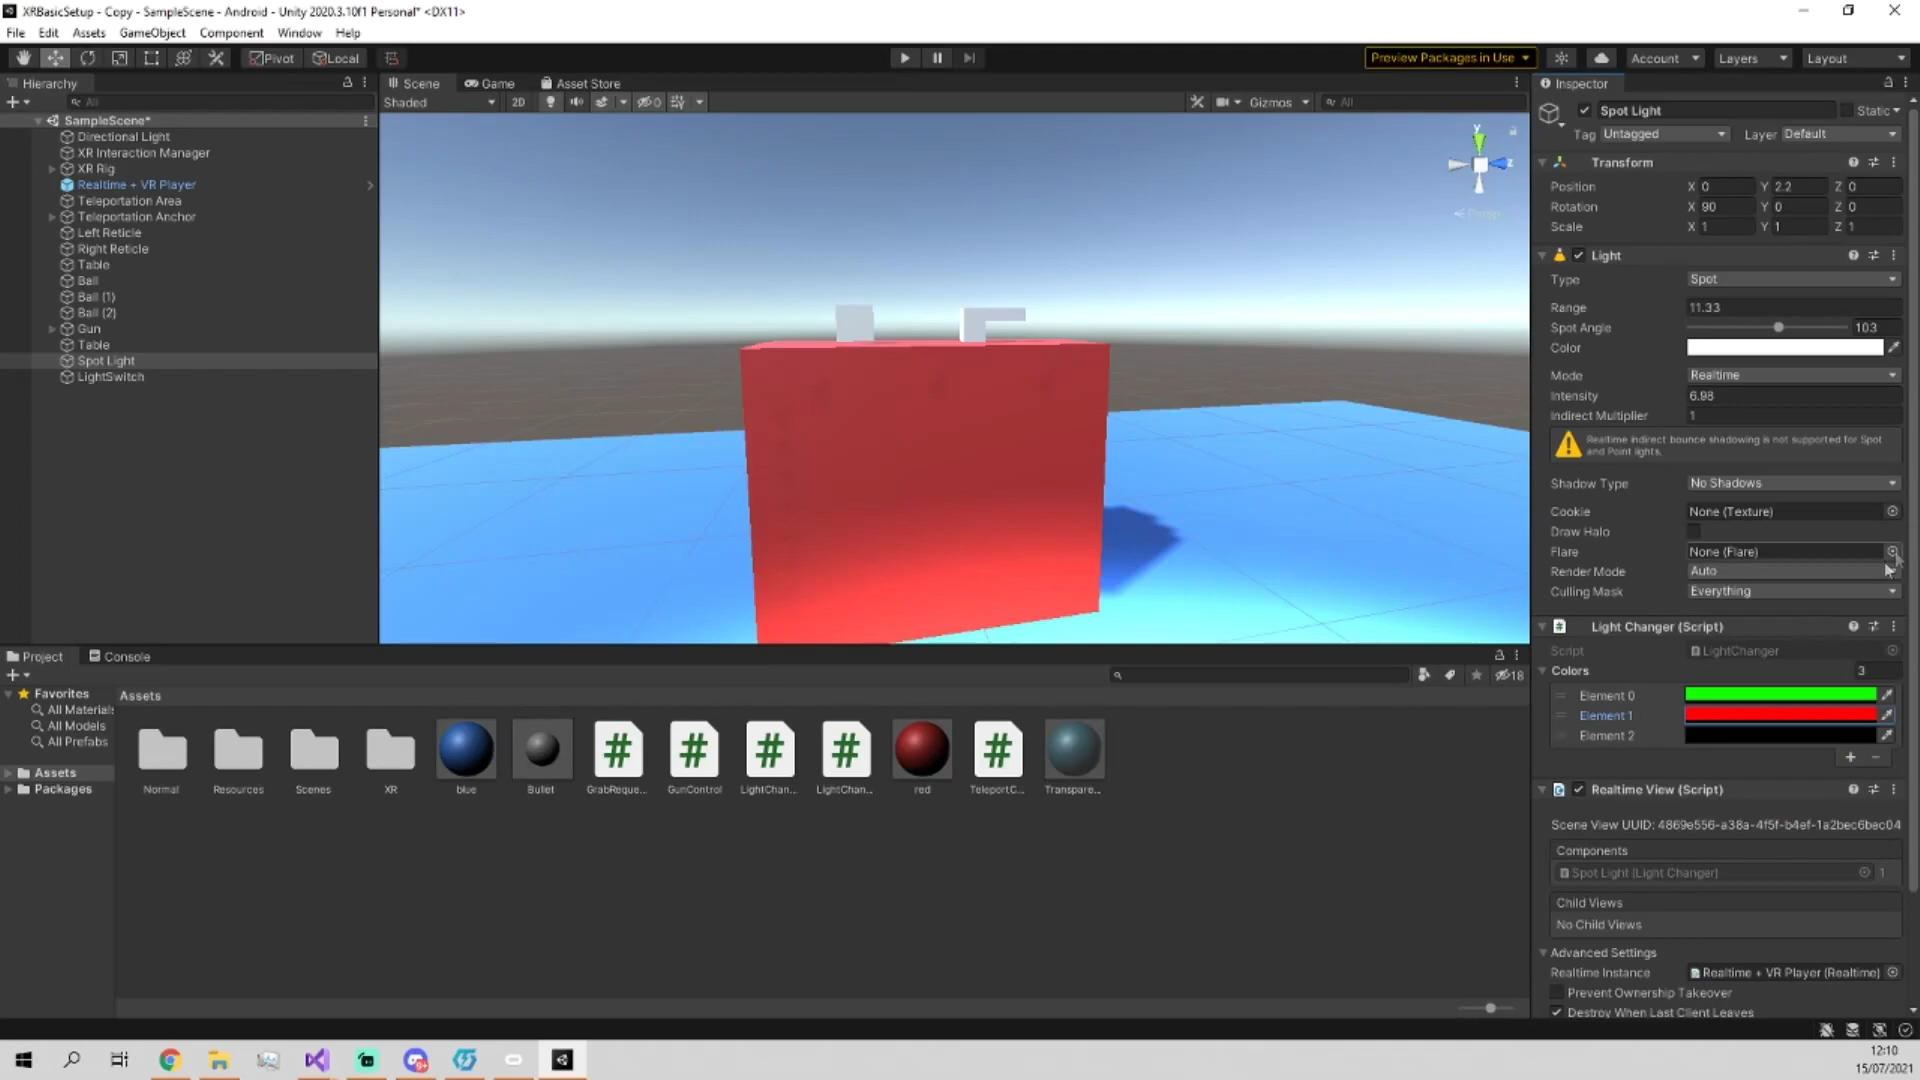 XRBasicSetup - Copy - SampleScene - Android - Unity 2020.3.10f1 Personal* <DX11>
File Edit Assets GameObject Component Window Help
Pivot Local Preview Packages in Use Account Layers Layout
Hierarchy
All
SampleScene*
Directional Light
XR Interaction Manager
XR Rig
Realtime + VR Player
Teleportation Area
Teleportation Anchor
Left Reticle
Right Reticle
Table
Ball
Ball (1)
Ball (2)
Gun
Table
Spot Light
LightSwitch
Scene Game Asset Store
Shaded 2D 0 Gizmos All
y
z
Persp
Inspector
Spot Light Static
Tag Untagged Layer Default
Transform
Position X 0 Y 2.2 Z 0
Rotation X 90 Y 0 Z 0
Scale X 1 Y 1 Z 1
Light
Type Spot
Range 11.33
Spot Angle 103
Color
Mode Realtime
Intensity 6.98
Indirect Multiplier 1
Realtime indirect bounce shadowing is not supported for Spot
and Point lights.
Shadow Type No Shadows
Cookie None (Texture)
Draw Halo
Flare None (Flare)
Render Mode Auto
Culling Mask Everything
# Light Changer (Script)
Script LightChanger
Colors 3
Element 0
Element 1
Element 2
+ -
Realtime View (Script)
Scene View UUID: 4869e556-a38a-4f5f-b4ef-1a2bec6bec04
Components
Spot Light (Light Changer) 1
Child Views
No Child Views
Advanced Settings
Realtime Instance Realtime + VR Player (Realtime)
Prevent Ownership Takeover
Destroy When Last Client Leaves
Project Console
18
Favorites
All Materials
All Models
All Prefabs
Assets
Packages
Assets
# # # # #
Normal Resources Scenes XR blue Bullet GrabReque... GunControl LightChan... LightChan... red TeleportC... Transpare...
12:10
15/07/2021